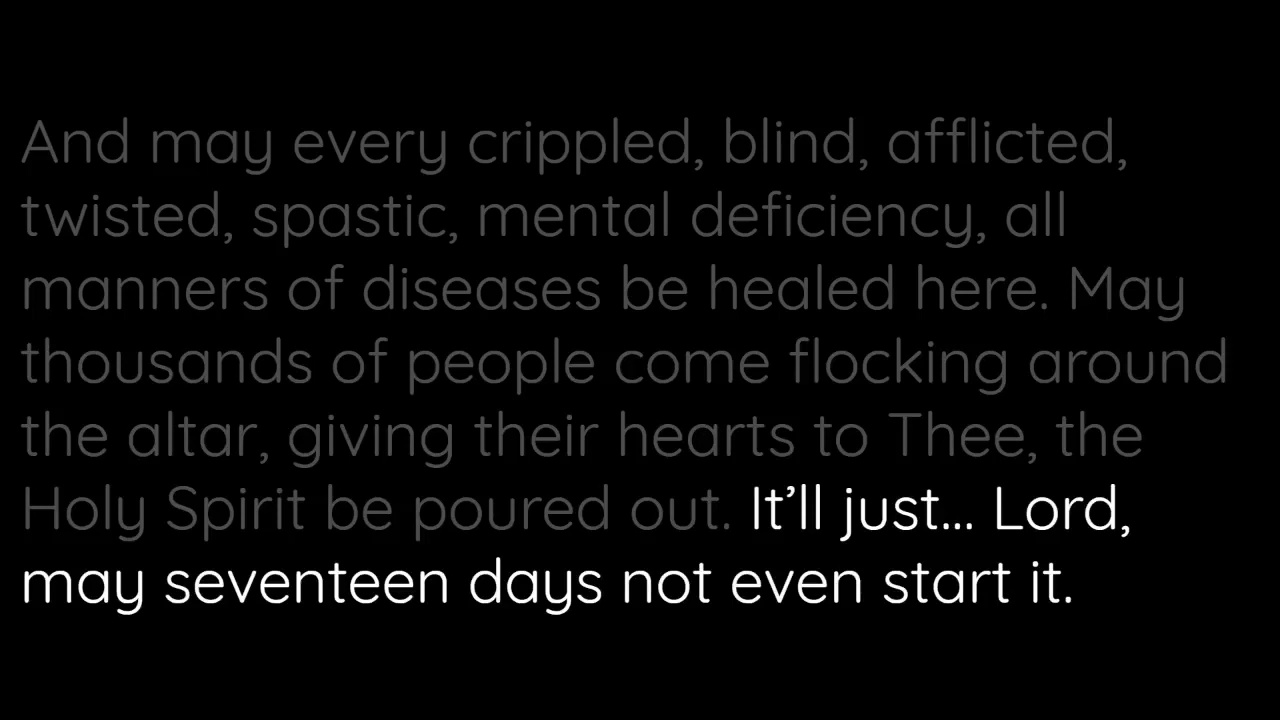 And may every crippled, blind, afflicted,
twisted, spastic, mental deficiency, all
manners of diseases be healed here. May
thousands of people come flocking around
the altar, giving their hearts to Thee, the
Holy Spirit be poured out. It’ll just... Lord,
may seventeen days not even start it.